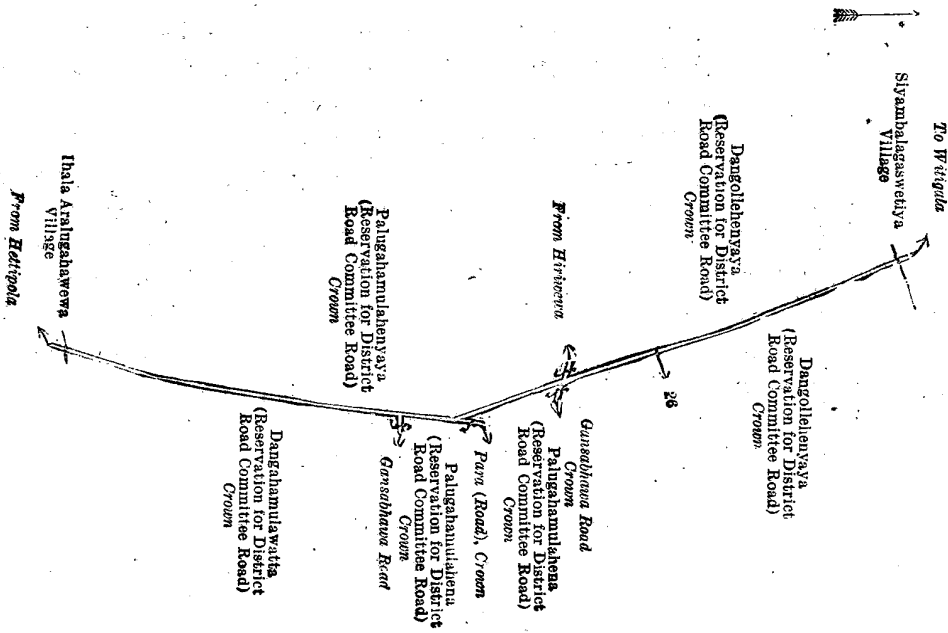 To Witigula
Siyambalagaswetiya
Village
Dangollehenyaya
(Reservation for District
Road Committee Road)
Crown
Dangollehenyaya
(Reservation for District
Road Committee Road)
Crown
26
From Hiriwewa
Gansabhawa Road
Crown
Palugahamulahena
(Reservation for District
Road Committee Road)
Crown
Para (Road), Crown
Palugahamulahenyaya
(Reservation for District
Road Committee Road)
Crown
Palugahamulahena
(Reservation for District
Road Committee Road)
Crown
Gansabhawa Road
Dangahamulawatta
(Reservation for District
Road Committee Road)
Crown
Ihala Aralugahawewa
Village
From Hettipola